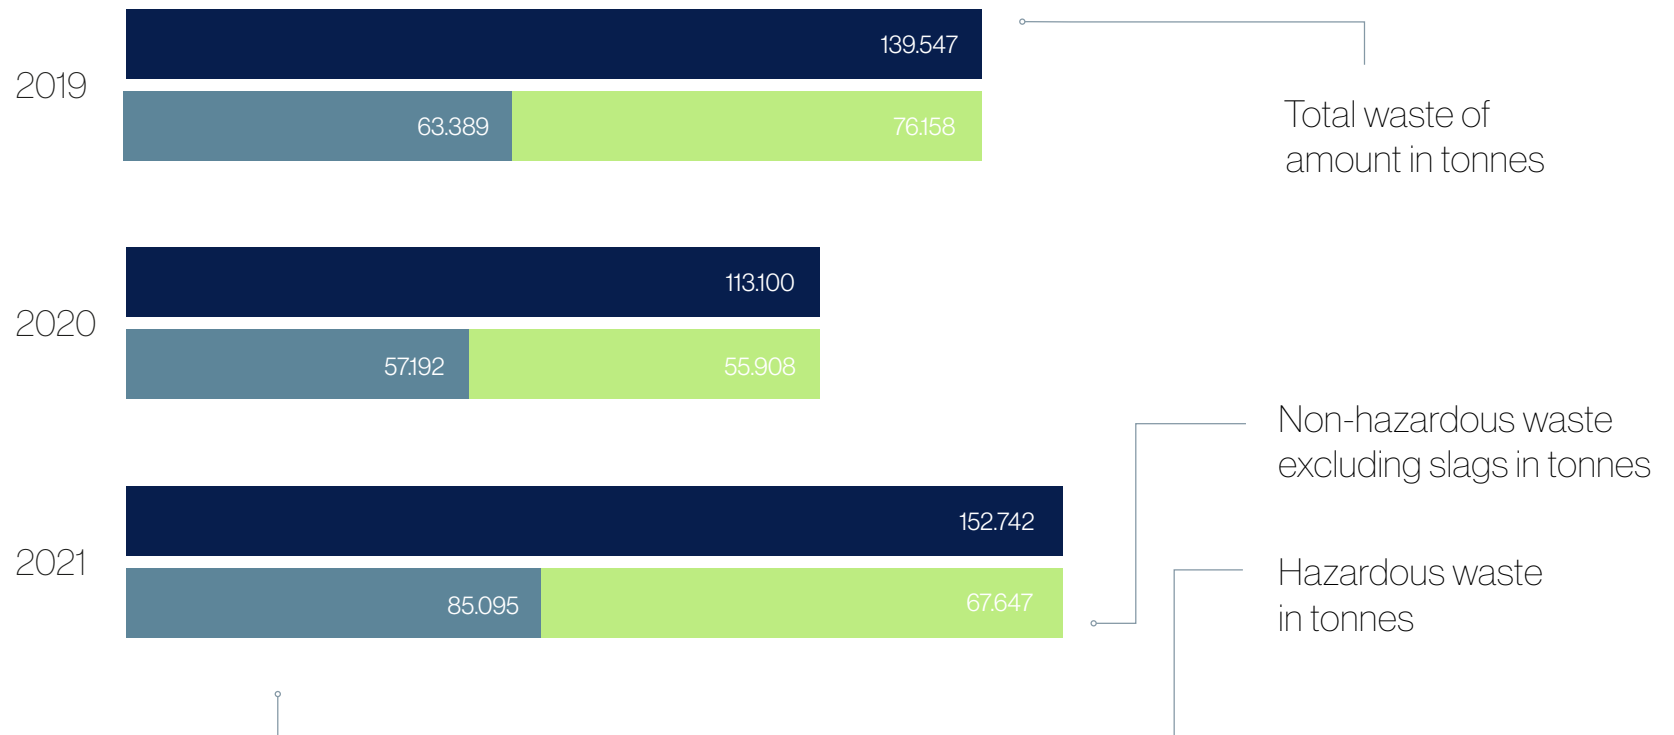 139.547
2019
63.389 76.158
Total waste of
amount in tonnes
113.100
2020
57.192 55.908
Non-hazardous waste
excluding slags in tonnes
152.742
2021
85.095 67.647
Hazardous waste
in tonnes